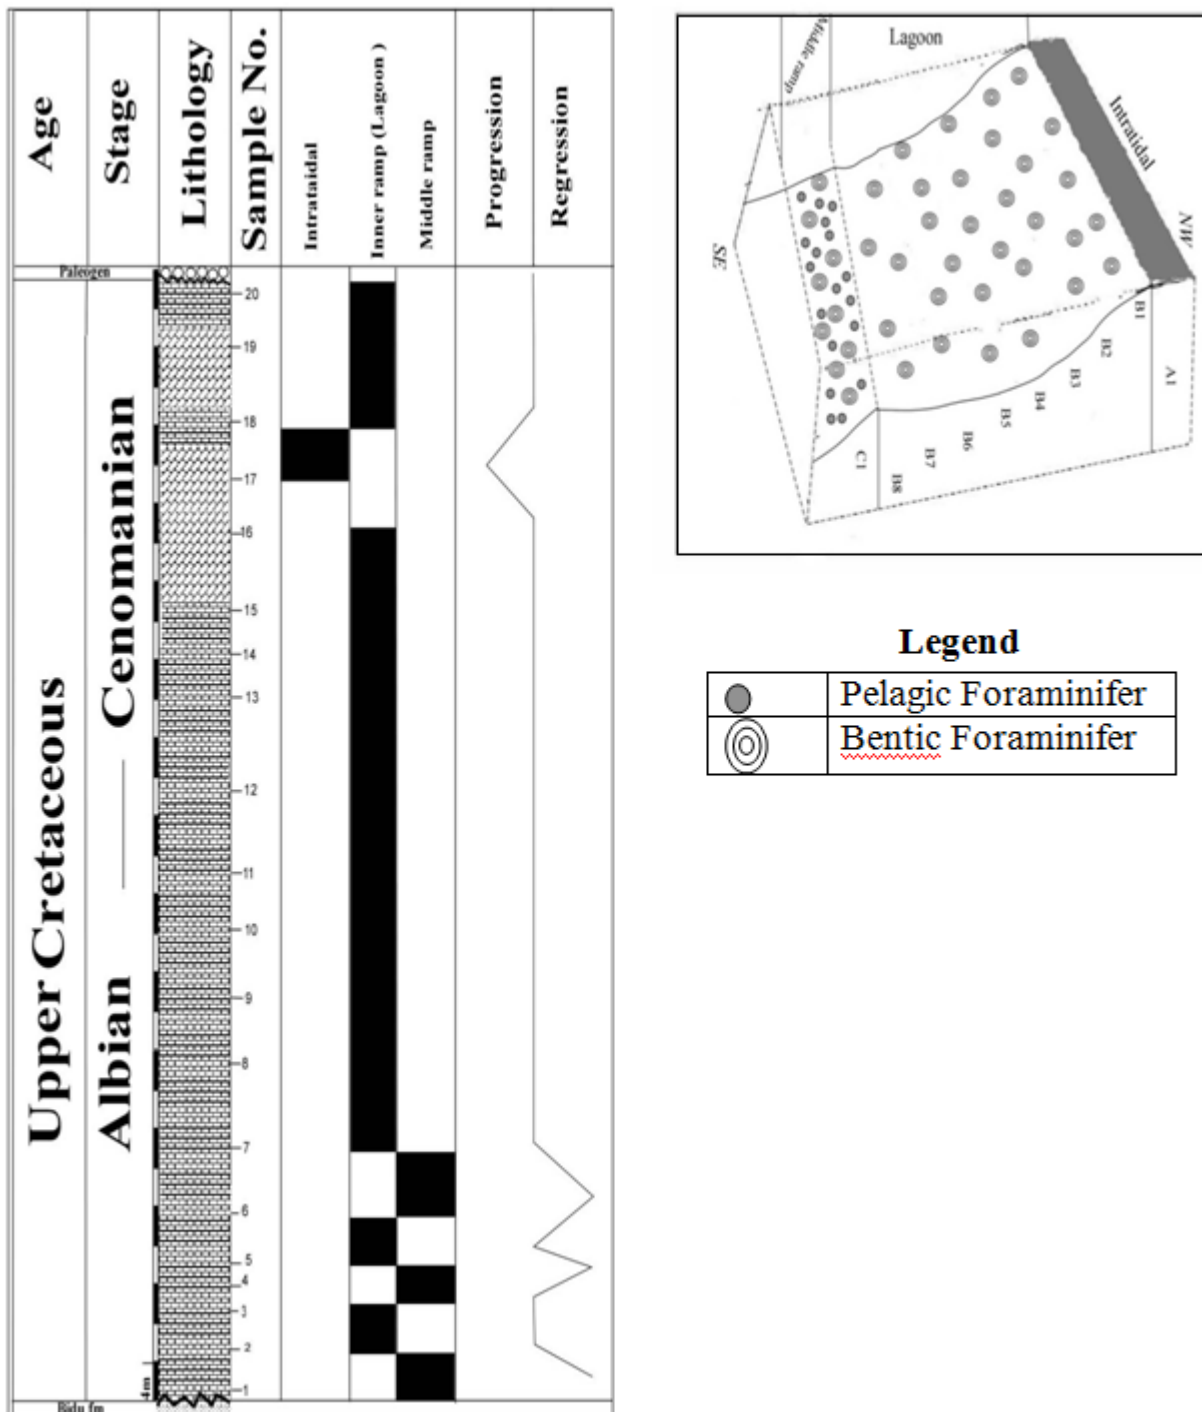 Age
Stage
Lithology
Sample No.
Intrataidal
Inner ramp (Lagoon )
Middle ramp
Progression
Regression
Paleogen
Upper Cretaceous
Cenomanian
Albian
20
19
18
17
16
15
14
13
12
11
10
9
8
7
6
5
4
3
2
1
4m
Bidu fm
Middle ramp
Lagoon
Intratidal
NW
SE
A1
B1
B2
B3
B4
B5
B6
B7
B8
C1
Legend
Pelagic Foraminifer
Bentic Foraminifer